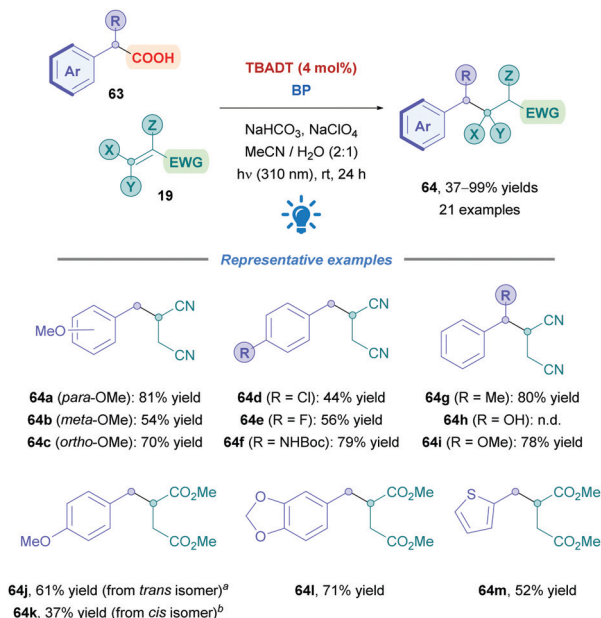 R
COOH
Ar
63
Z
X
EWG
Y
19
TBADT (4 mol%)
BP
NaHCO₃, NaClO₄
MeCN / H₂O (2:1)
hν (310 nm), rt, 24 h
R
Z
EWG
X
Y
Ar
64, 37–99% yields
21 examples
Representative examples
MeO
CN
CN
64a (para-OMe): 81% yield
64b (meta-OMe): 54% yield
64c (ortho-OMe): 70% yield
R
CN
CN
64d (R = Cl): 44% yield
64e (R = F): 56% yield
64f (R = NHBoc): 79% yield
R
CN
CN
64g (R = Me): 80% yield
64h (R = OH): n.d.
64i (R = OMe): 78% yield
CO₂Me
MeO
CO₂Me
64j, 61% yield (from trans isomer)ᵃ
64k, 37% yield (from cis isomer)ᵇ
O
O
CO₂Me
CO₂Me
64l, 71% yield
S
CO₂Me
CO₂Me
64m, 52% yield